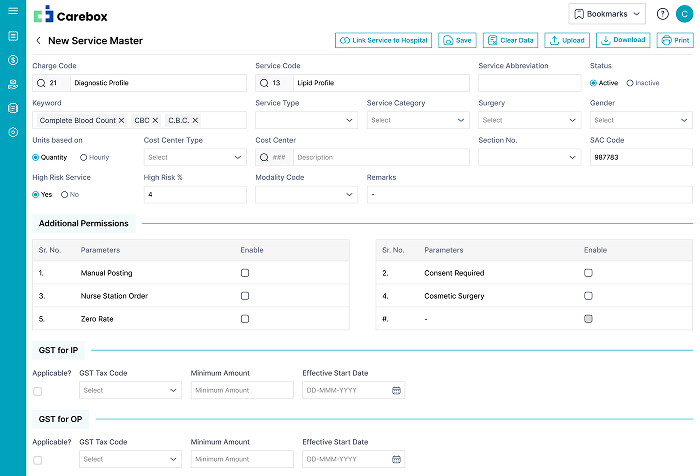 Carebox
Bookmarks
?
C
New Service Master
Link Service to Hospital
Save
Clear Data
Upload
Download
Print
Charge Code
Service Code
Service Abbreviation
Status
21 Diagnostic Profile
13 Lipid Profile
Active
Inactive
Keyword
Service Type
Service Category
Surgery
Gender
Complete Blood Count X
CBC X
C.B.C. X
Select
Select
Select
Units based on
Cost Center Type
Cost Center
Section No.
SAC Code
Quantity
Hourly
Select
### Description
987783
High Risk Service
High Risk %
Modality Code
Remarks
Yes
No
4
-
Additional Permissions
Sr. No. Parameters Enable
Sr. No. Parameters Enable
1. Manual Posting
2. Consent Required
3. Nurse Station Order
4. Cosmetic Surgery
5. Zero Rate
#. -
GST for IP
Applicable?
GST Tax Code
Minimum Amount
Effective Start Date
Select
Minimum Amount
DD-MMM-YYYY
GST for OP
Applicable?
GST Tax Code
Minimum Amount
Effective Start Date
Select
Minimum Amount
DD-MMM-YYYY